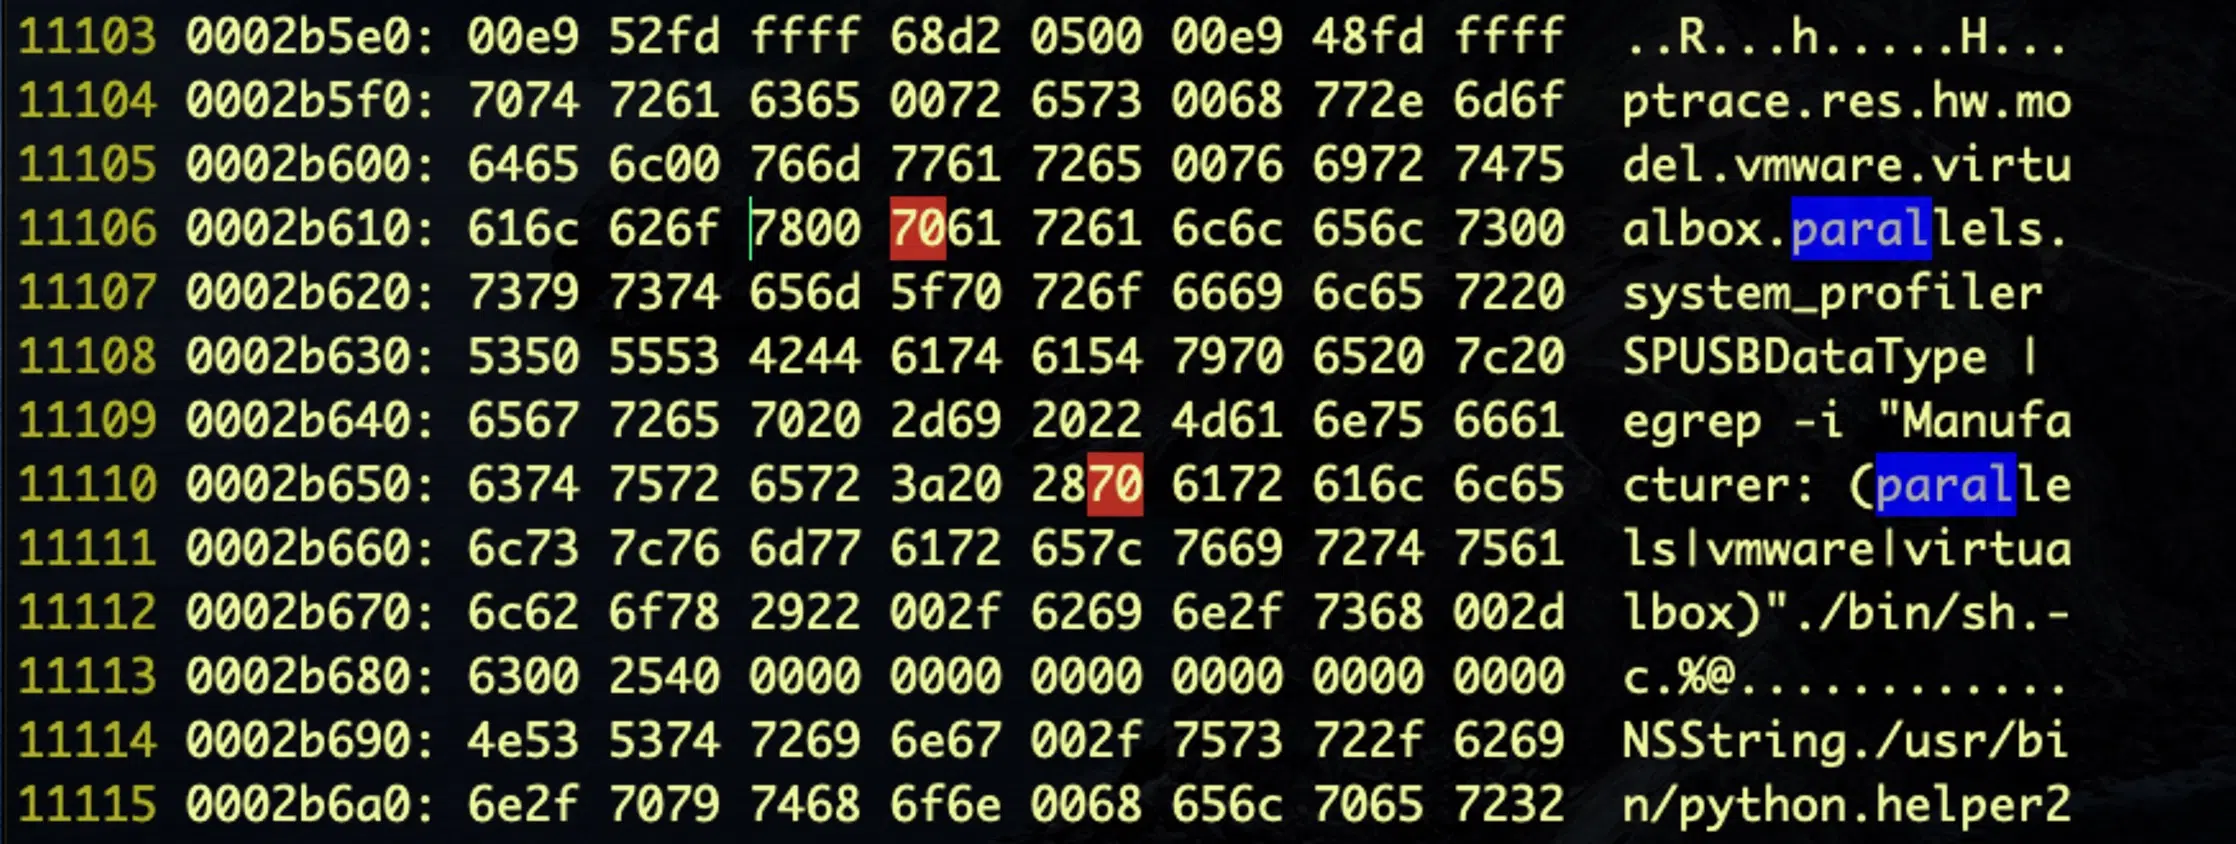 11103 0002b5e0: 00e9 52fd ffff 68d2 0500 00e9 48fd ffff  ..R...h.....H...
11104 0002b5f0: 7074 7261 6365 0072 6573 0068 772e 6d6f  ptrace.res.hw.mo
11105 0002b600: 6465 6c00 766d 7761 7265 0076 6972 7475  del.vmware.virtu
11106 0002b610: 616c 626f 7800 7061 7261 6c6c 656c 7300  albox.parallels.
11107 0002b620: 7379 7374 656d 5f70 726f 6669 6c65 7220  system_profiler
11108 0002b630: 5350 5553 4244 6174 6154 7970 6520 7c20  SPUSBDataType |
11109 0002b640: 6567 7265 7020 2d69 2022 4d61 6e75 6661  egrep -i "Manufa
11110 0002b650: 6374 7572 6572 3a20 2870 6172 616c 6c65  cturer: (paralle
11111 0002b660: 6c73 7c76 6d77 6172 657c 7669 7274 7561  ls|vmware|virtua
11112 0002b670: 6c62 6f78 2922 002f 6269 6e2f 7368 002d  lbox)"./bin/sh.-
11113 0002b680: 6300 2540 0000 0000 0000 0000 0000 0000  c.%@............
11114 0002b690: 4e53 5374 7269 6e67 002f 7573 722f 6269  NSString./usr/bi
11115 0002b6a0: 6e2f 7079 7468 6f6e 0068 656c 7065 7232  n/python.helper2